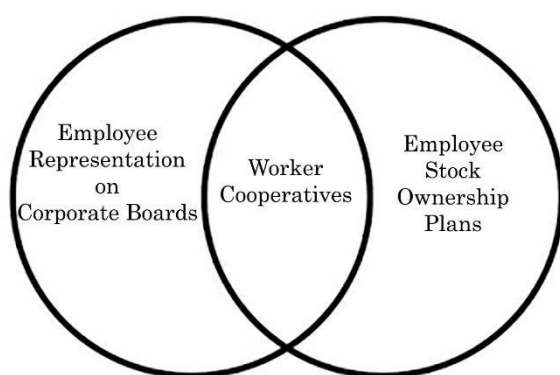 Employee
Representation
on
Corporate Boards
Worker
Cooperatives
Employee
Stock
Ownership
Plans